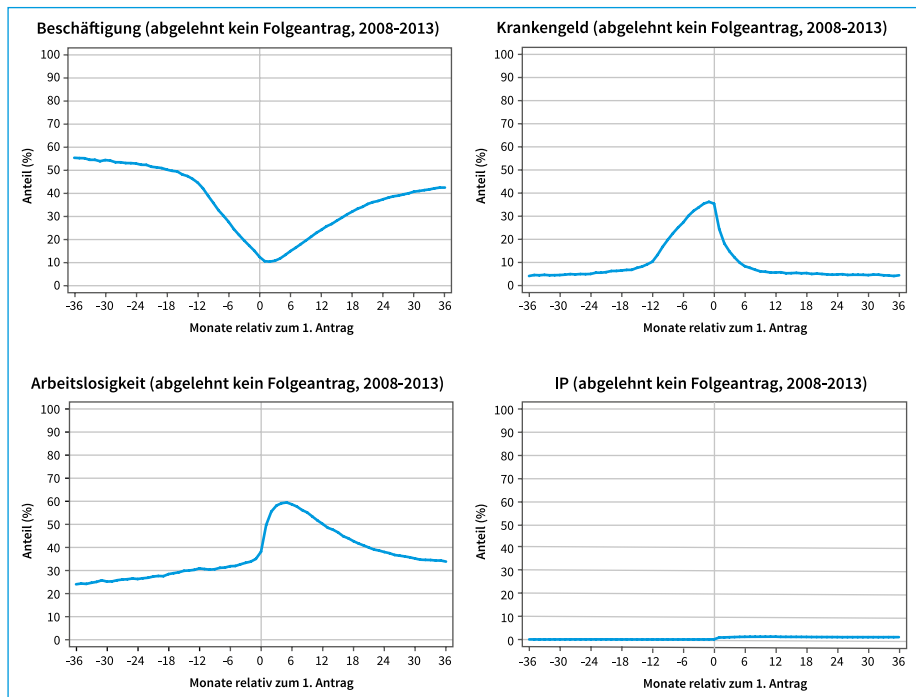 Beschäftigung (abgelehnt kein Folgeantrag, 2008-2013)
Anteil (%)
100
90
80
70
60
50
40
30
20
10
0
-36 -30 -24 -18 -12 -6 0 6 12 18 24 30 36
Monate relativ zum 1. Antrag
Krankengeld (abgelehnt kein Folgeantrag, 2008-2013)
Anteil (%)
100
90
80
70
60
50
40
30
20
10
0
-36 -30 -24 -18 -12 -6 0 6 12 18 24 30 36
Monate relativ zum 1. Antrag
Arbeitslosigkeit (abgelehnt kein Folgeantrag, 2008-2013)
Anteil (%)
100
90
80
70
60
50
40
30
20
10
0
-36 -30 -24 -18 -12 -6 0 6 12 18 24 30 36
Monate relativ zum 1. Antrag
IP (abgelehnt kein Folgeantrag, 2008-2013)
Anteil (%)
100
90
80
70
60
50
40
30
20
10
0
-36 -30 -24 -18 -12 -6 0 6 12 18 24 30 36
Monate relativ zum 1. Antrag